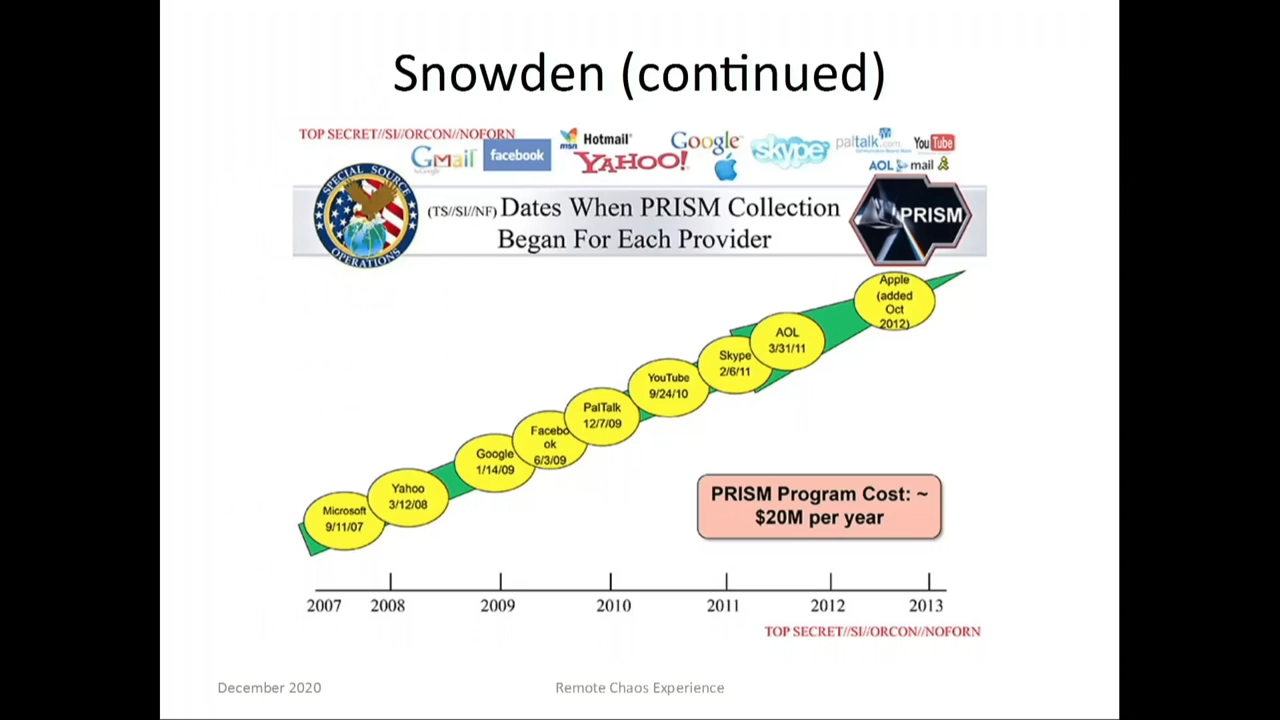 Snowden (continued)
TOP SECRET//SI//ORCON//NOFORN
Gmail
by Google
facebook
msn
Hotmail
YAHOO!
Google
skype
paltalk.com
YouTube
AOL mail
SPECIAL SOURCE
OPERATIONS
(TS//SI//NF) Dates When PRISM Collection
Began For Each Provider
PRISM
Microsoft
9/11/07
Yahoo
3/12/08
Google
1/14/09
Facebo
ok
6/3/09
PalTalk
12/7/09
YouTube
9/24/10
Skype
2/6/11
AOL
3/31/11
Apple
(added
Oct
2012)
PRISM Program Cost: ~
$20M per year
2007 2008 2009 2010 2011 2012 2013
TOP SECRET//SI//ORCON//NOFORN
December 2020
Remote Chaos Experience